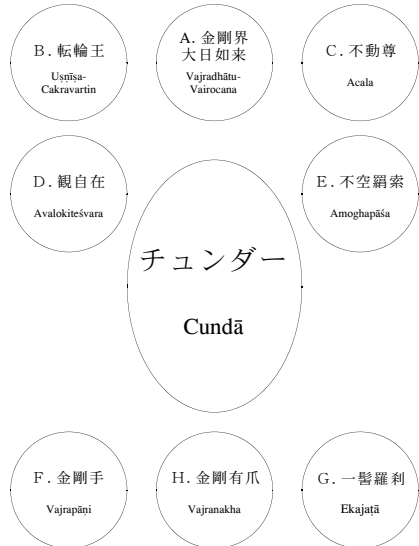 B. 転輪王
Uṣṇīṣa-
Cakravartin
A. 金剛界
大日如来
Vajradhātu-
Vairocana
C. 不動尊
Acala
D. 観自在
Avalokiteśvara
E. 不空羂索
Amoghapāśa
チュンダー
Cundā
F. 金剛手
Vajrapāṇi
H. 金剛有爪
Vajranakha
G. 一髻羅刹
Ekajaṭā